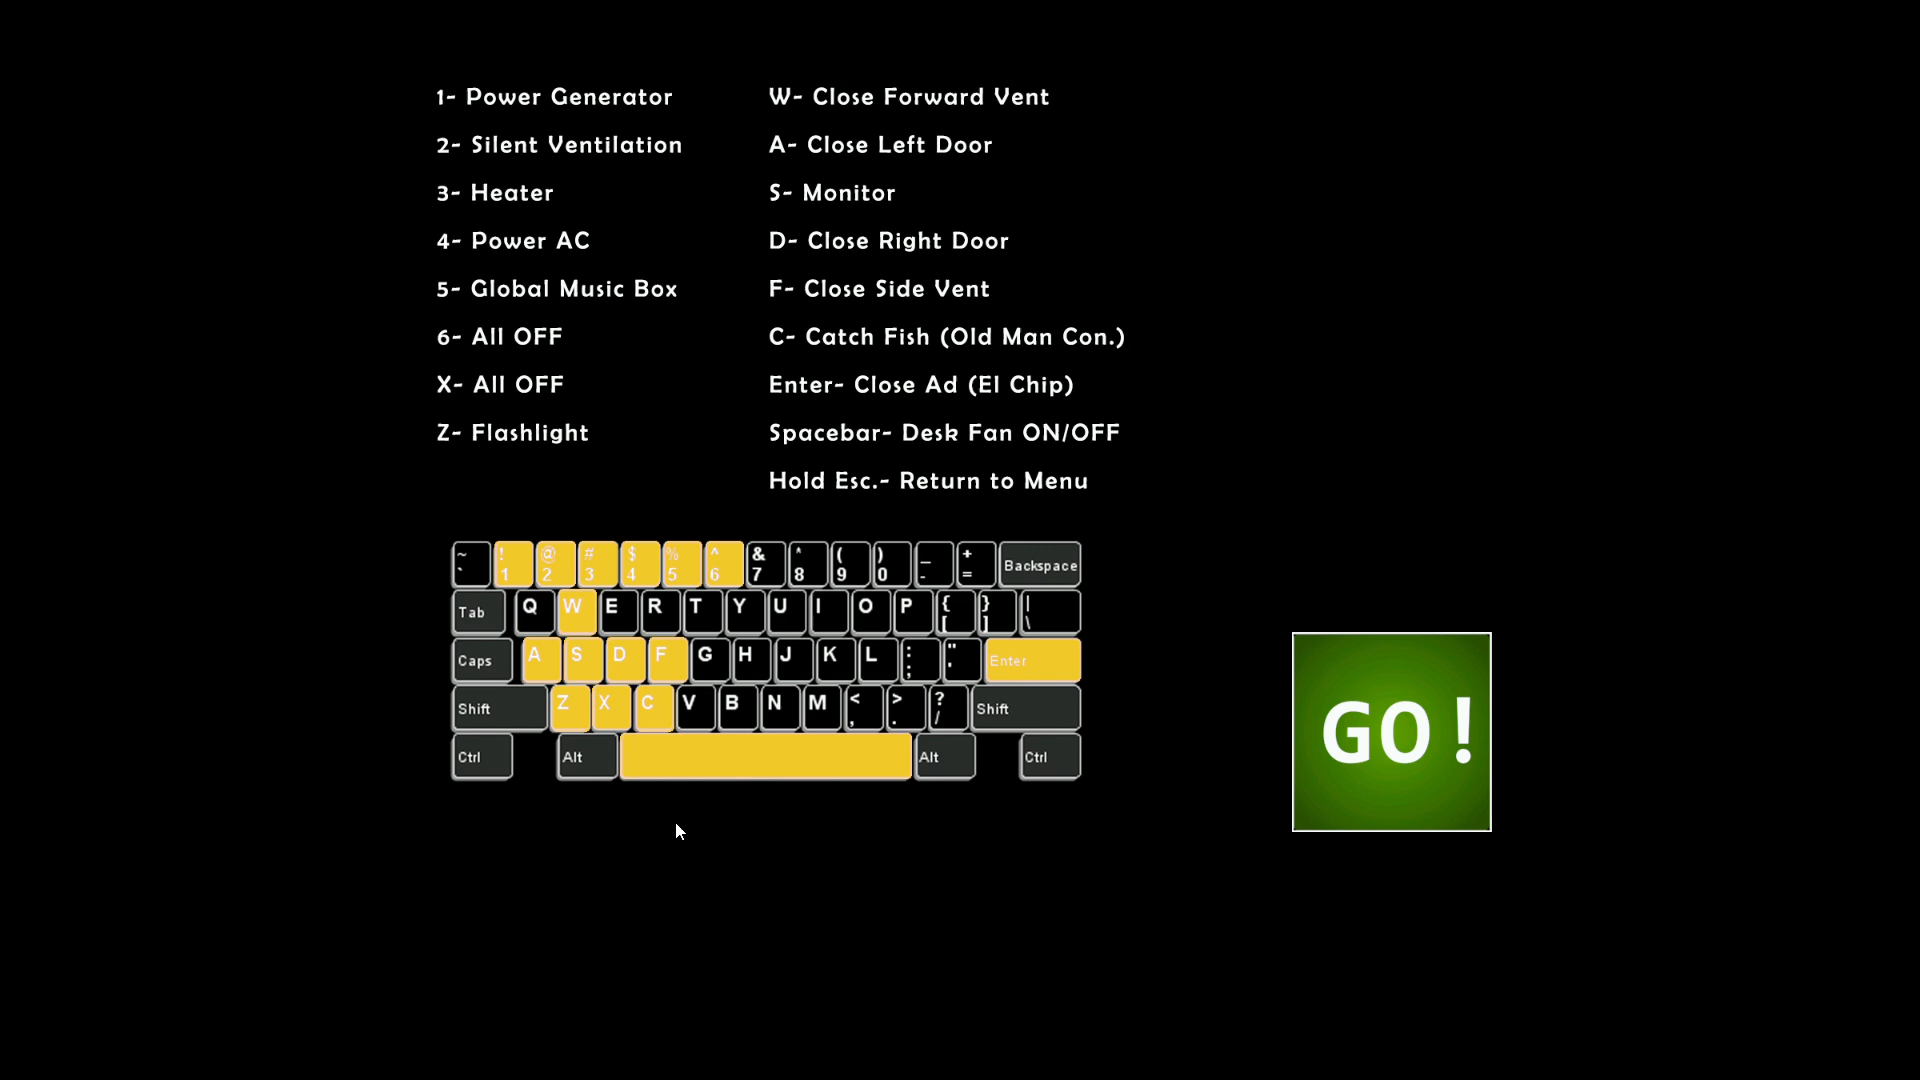 1- Power Generator
2- Silent Ventilation
3- Heater
4- Power AC
5- Global Music Box
6- All OFF
X- All OFF
Z- Flashlight
W- Close Forward Vent
A- Close Left Door
S- Monitor
D- Close Right Door
F- Close Side Vent
C- Catch Fish (Old Man Con.)
Enter- Close Ad (El Chip)
Spacebar- Desk Fan ON/OFF
Hold Esc.- Return to Menu
~ ! @ # $ % ^ & * ( ) _ +
` 1 2 3 4 5 6 7 8 9 0 - = Backspace
Tab Q W E R T Y U I O P { } |
[ ] \
Caps A S D F G H J K L : " Enter
; '
Shift Z X C V B N M < > ? Shift
, . /
Ctrl Alt Alt Ctrl
GO!